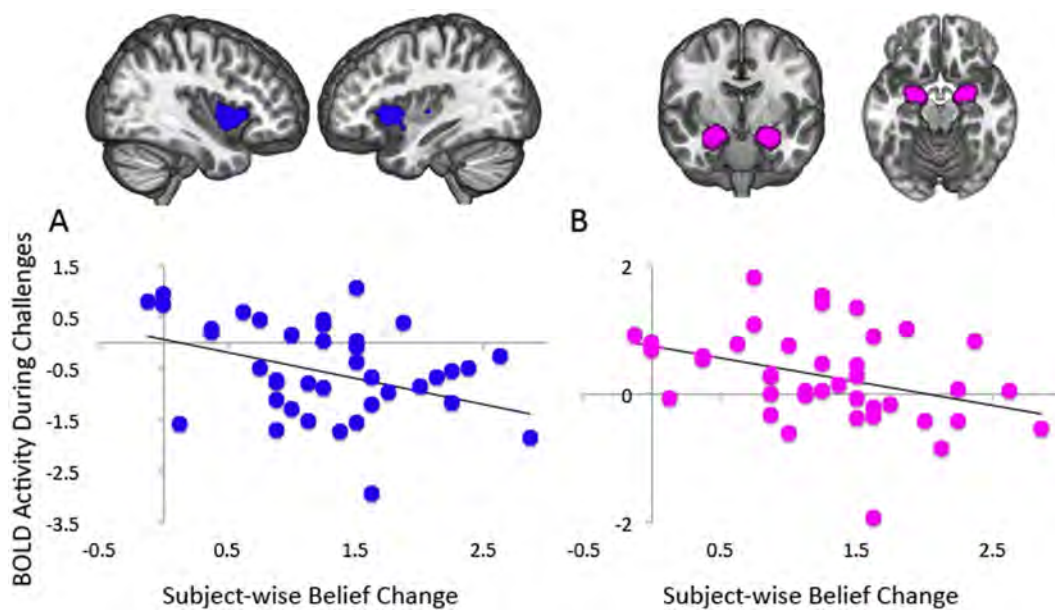 A
B
BOLD Activity During Challenges
1.5
0.5
-0.5
-1.5
-2.5
-3.5
-0.5 0.5 1.5 2.5
Subject-wise Belief Change
2
0
-2
-0.5 0.5 1.5 2.5
Subject-wise Belief Change